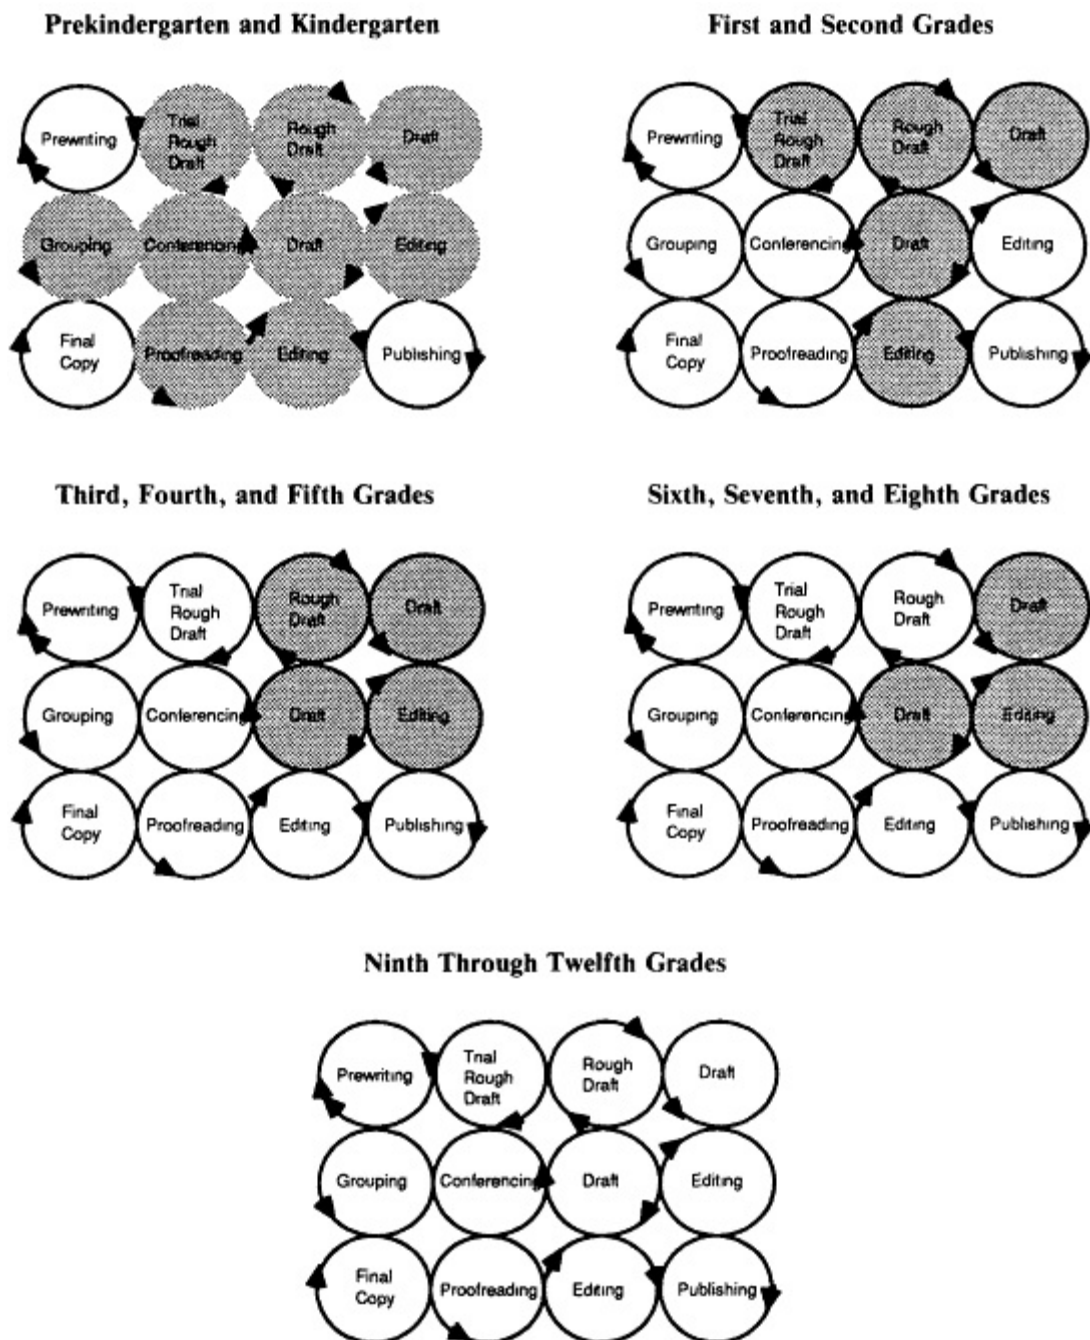 Prekindergarten and Kindergarten
Prewriting
Trial
Rough
Draft
Rough
Draft
Draft
Grouping
Conferencing
Draft
Editing
Final
Copy
Proofreading
Editing
Publishing
First and Second Grades
Prewriting
Trial
Rough
Draft
Rough
Draft
Draft
Grouping
Conferencing
Draft
Editing
Final
Copy
Proofreading
Editing
Publishing
Third, Fourth, and Fifth Grades
Prewriting
Trial
Rough
Draft
Rough
Draft
Draft
Grouping
Conferencing
Draft
Editing
Final
Copy
Proofreading
Editing
Publishing
Sixth, Seventh, and Eighth Grades
Prewriting
Trial
Rough
Draft
Rough
Draft
Draft
Grouping
Conferencing
Draft
Editing
Final
Copy
Proofreading
Editing
Publishing
Ninth Through Twelfth Grades
Prewriting
Trial
Rough
Draft
Rough
Draft
Draft
Grouping
Conferencing
Draft
Editing
Final
Copy
Proofreading
Editing
Publishing